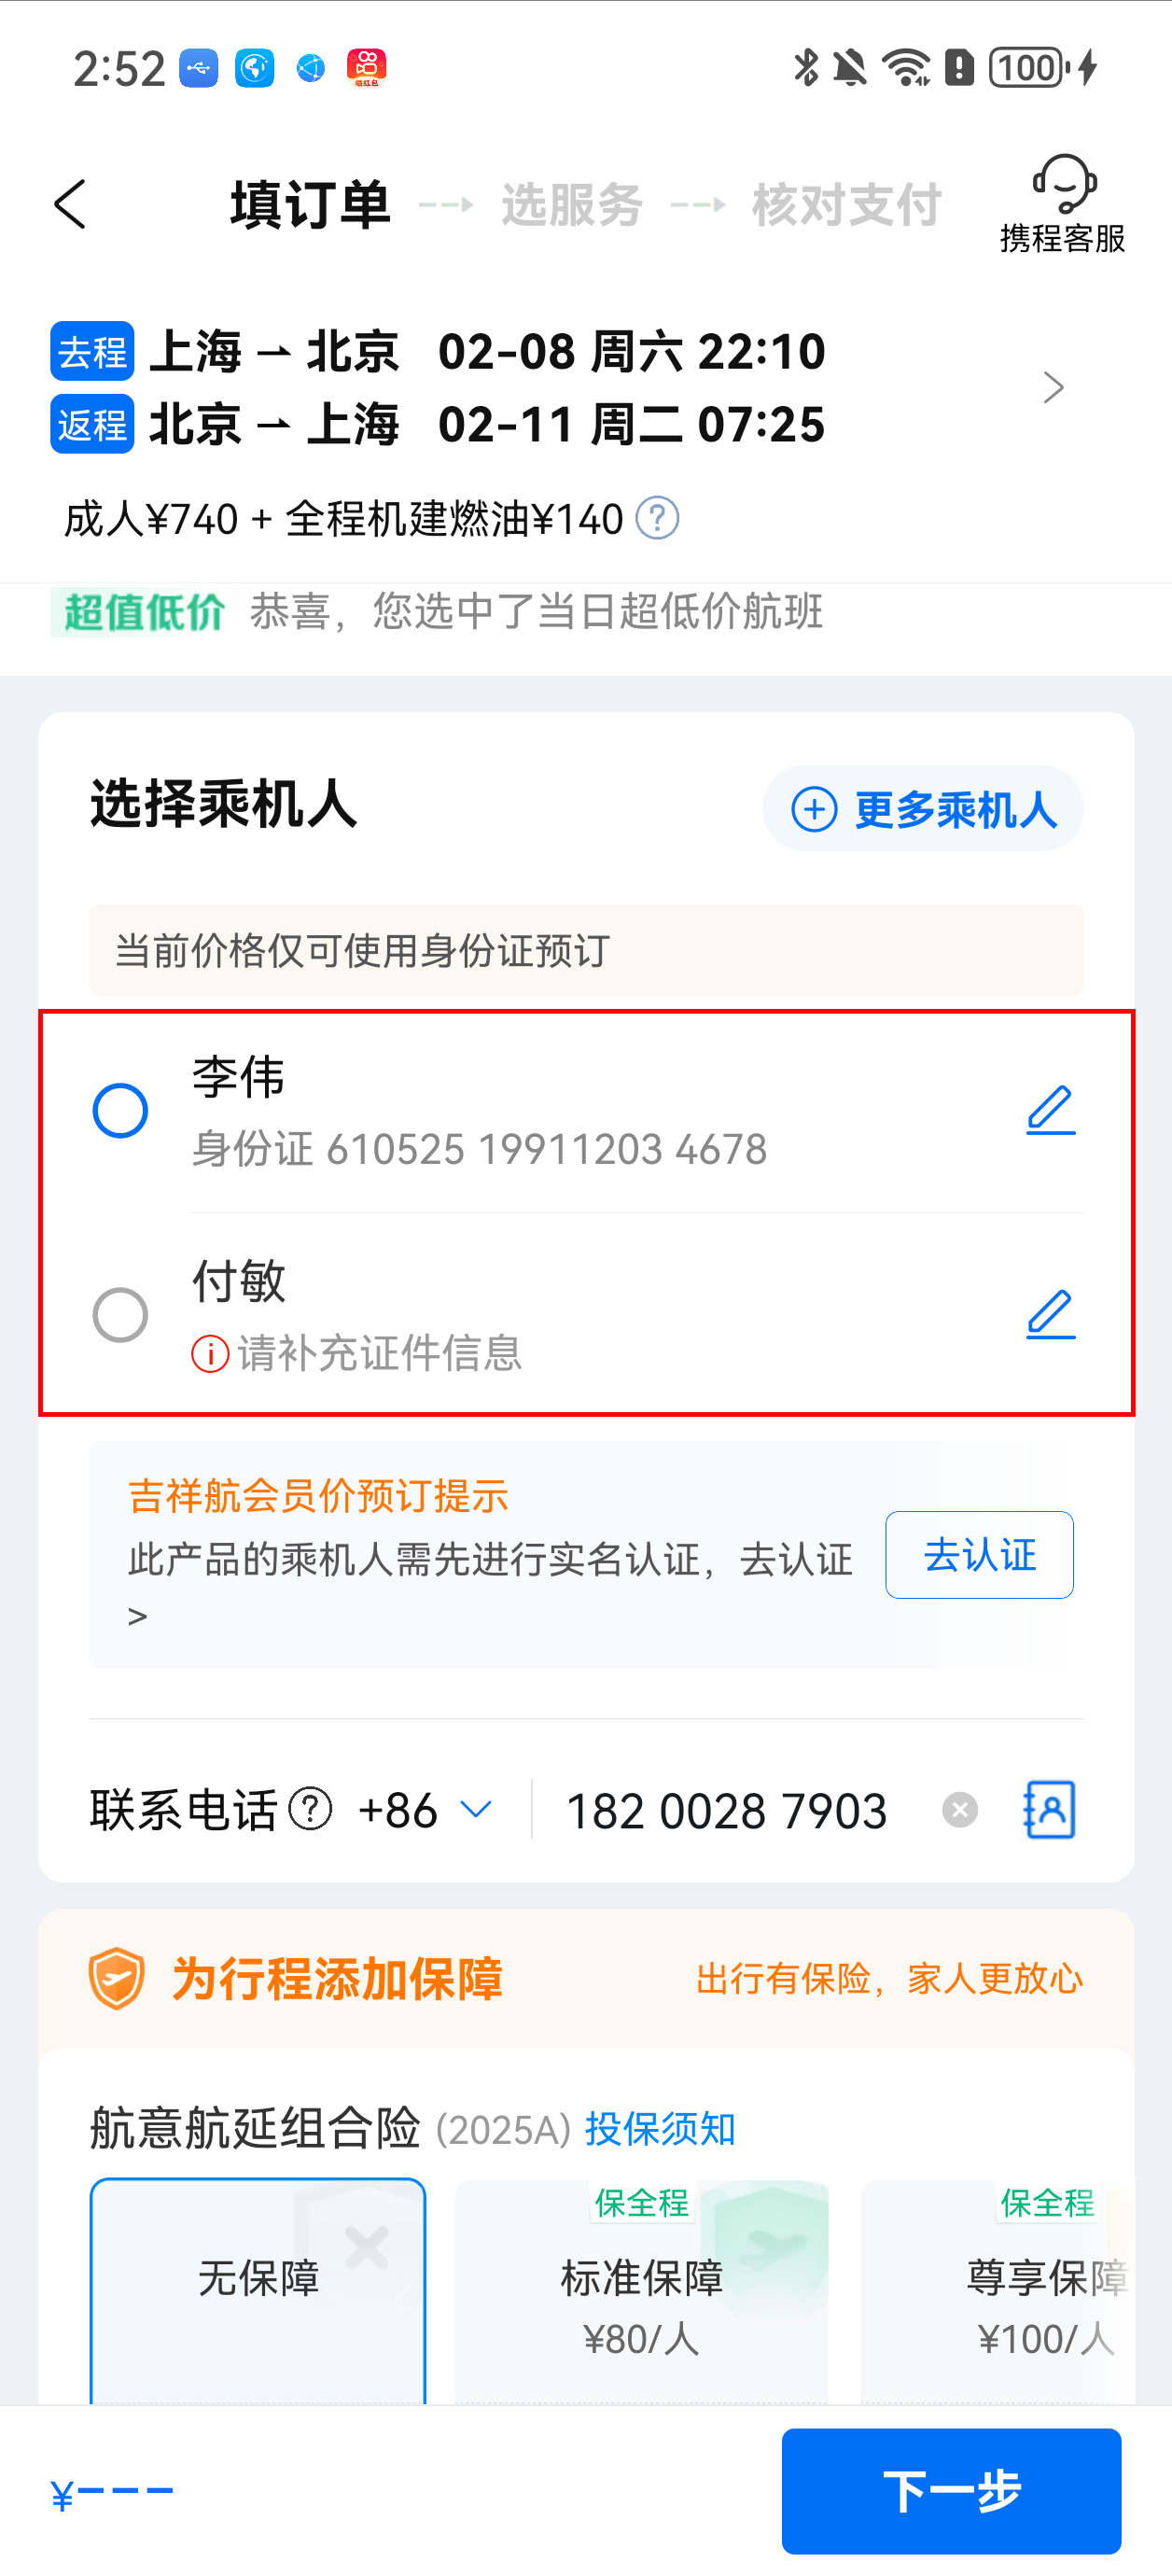 2:52
领红包
100
填订单
选服务
核对支付
携程客服
去程 上海 北京 02-08 周六 22:10
返程 北京 上海 02-11 周二 07:25
成人¥740 + 全程机建燃油¥140 ?
超值低价 恭喜，您选中了当日超低价航班
选择乘机人
更多乘机人
当前价格仅可使用身份证预订
李伟
身份证 610525 19911203 4678
付敏
请补充证件信息
吉祥航会员价预订提示
此产品的乘机人需先进行实名认证，去认证
>
去认证
联系电话 ? +86 182 0028 7903
为行程添加保障
出行有保险，家人更放心
航意航延组合险 (2025A) 投保须知
无保障
保全程
标准保障
¥80/人
保全程
尊享保障
¥100/人
¥---
下一步